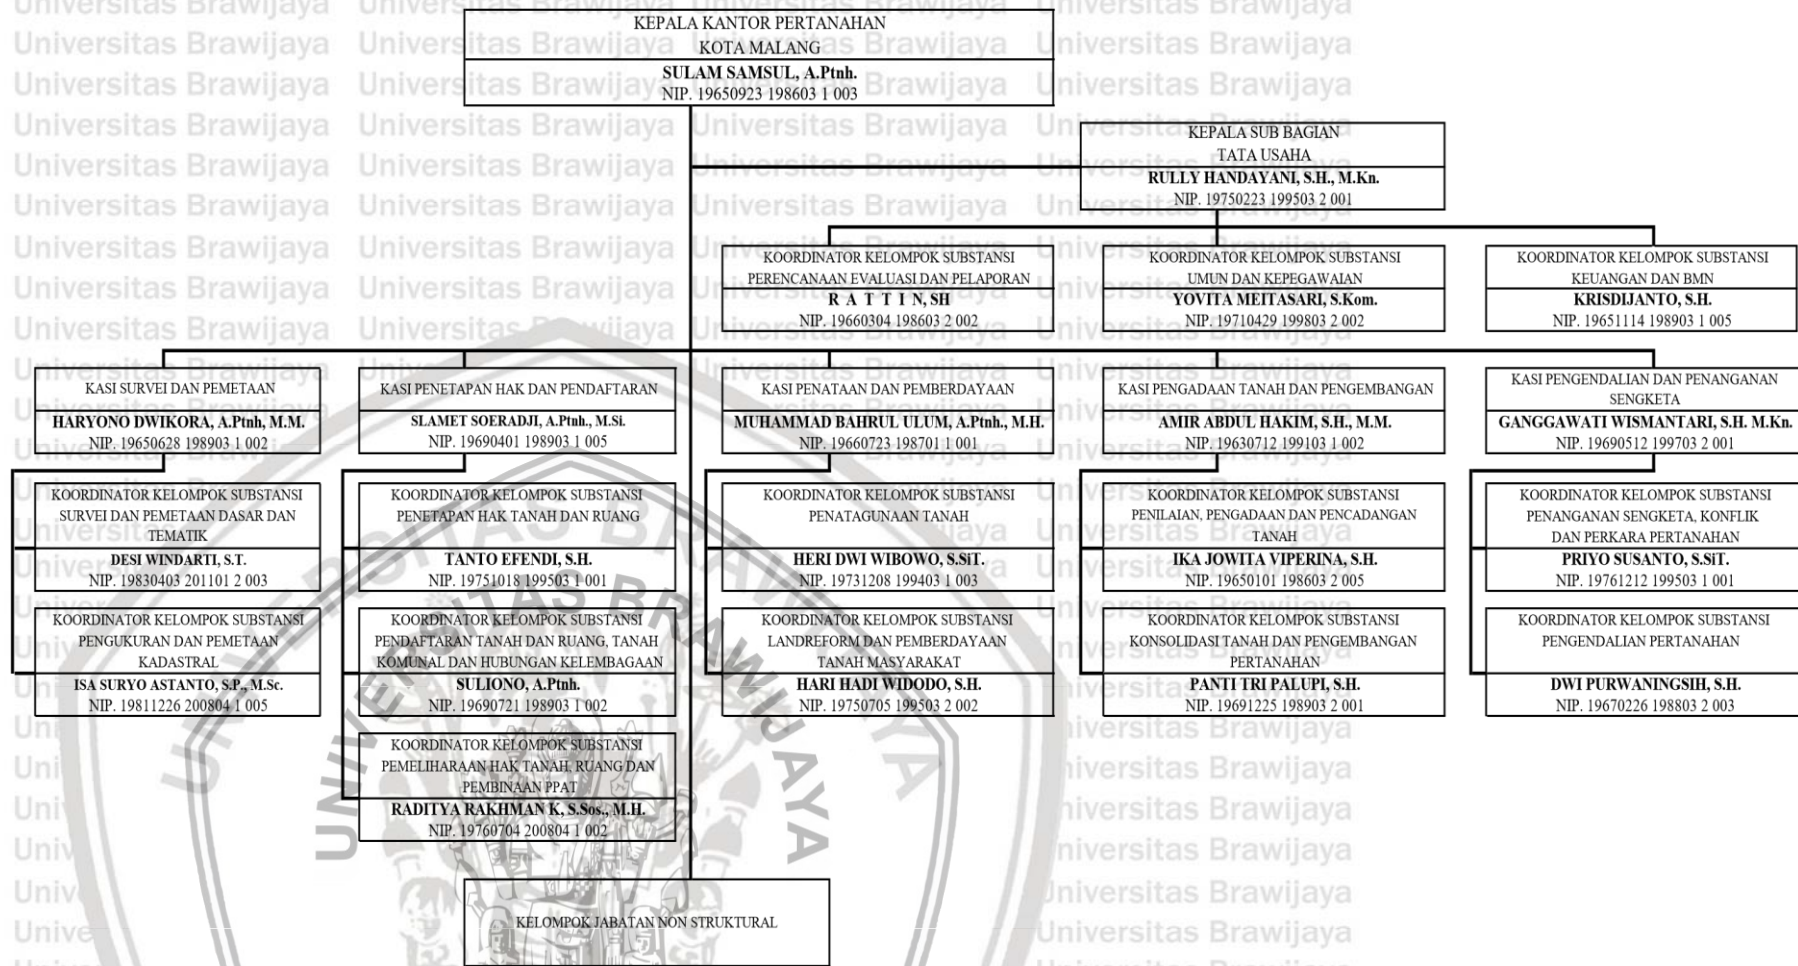 KEPALA KANTOR PERTANAHAN
KOTA MALANG
SULAM SAMSUL, A.Ptnh.
NIP. 19650923 198603 1 003
KEPALA SUB BAGIAN
TATA USAHA
RULLY HANDAYANI, S.H., M.Kn.
NIP. 19750223 199503 2 001
KOORDINATOR KELOMPOK SUBSTANSI
PERENCANAAN EVALUASI DAN PELAPORAN
R A T T I N, SH
NIP. 19660304 198603 2 002
KOORDINATOR KELOMPOK SUBSTANSI
UMUN DAN KEPEGAWAIAN
YOVITA MEITASARI, S.Kom.
NIP. 19710429 199803 2 002
KOORDINATOR KELOMPOK SUBSTANSI
KEUANGAN DAN BMN
KRISDIJANTO, S.H.
NIP. 19651114 198903 1 005
KASI SURVEI DAN PEMETAAN
HARYONO DWIKORA, A.Ptnh, M.M.
NIP. 19650628 198903 1 002
KASI PENETAPAN HAK DAN PENDAFTARAN
SLAMET SOERADJI, A.Ptnh., M.Si.
NIP. 19690401 198903 1 005
KASI PENATAAN DAN PEMBERDAYAAN
MUHAMMAD BAHRUL ULUM, A.Ptnh., M.H.
NIP. 19660723 198701 1 001
KASI PENGADAAN TANAH DAN PENGEMBANGAN
AMIR ABDUL HAKIM, S.H., M.M.
NIP. 19630712 199103 1 002
KASI PENGENDALIAN DAN PENANGANAN
SENGKETA
GANGGAWATI WISMANTARI, S.H. M.Kn.
NIP. 19690512 199703 2 001
KOORDINATOR KELOMPOK SUBSTANSI
SURVEI DAN PEMETAAN DASAR DAN
TEMATIK
DESI WINDARTI, S.T.
NIP. 19830403 201101 2 003
KOORDINATOR KELOMPOK SUBSTANSI
PENETAPAN HAK TANAH DAN RUANG
TANTO EFENDI, S.H.
NIP. 19751018 199503 1 001
KOORDINATOR KELOMPOK SUBSTANSI
PENATAGUNAAN TANAH
HERI DWI WIBOWO, S.SiT.
NIP. 19731208 199403 1 003
KOORDINATOR KELOMPOK SUBSTANSI
PENILAIAN, PENGADAAN DAN PENCADANGAN
TANAH
IKA JOWITA VIPERINA, S.H.
NIP. 19650101 198603 2 005
KOORDINATOR KELOMPOK SUBSTANSI
PENANGANAN SENGKETA, KONFLIK
DAN PERKARA PERTANAHAN
PRIYO SUSANTO, S.SiT.
NIP. 19761212 199503 1 001
KOORDINATOR KELOMPOK SUBSTANSI
PENGUKURAN DAN PEMETAAN
KADASTRAL
ISA SURYO ASTANTO, S.P., M.Sc.
NIP. 19811226 200804 1 005
KOORDINATOR KELOMPOK SUBSTANSI
PENDAFTARAN TANAH DAN RUANG, TANAH
KOMUNAL DAN HUBUNGAN KELEMBAGAAN
SULIONO, A.Ptnh.
NIP. 19690721 198903 1 002
KOORDINATOR KELOMPOK SUBSTANSI
LANDREFORM DAN PEMBERDAYAAN
TANAH MASYARAKAT
HARI HADI WIDODO, S.H.
NIP. 19750705 199503 2 002
KOORDINATOR KELOMPOK SUBSTANSI
KONSOLIDASI TANAH DAN PENGEMBANGAN
PERTANAHAN
PANTI TRI PALUPI, S.H.
NIP. 19691225 198903 2 001
KOORDINATOR KELOMPOK SUBSTANSI
PENGENDALIAN PERTANAHAN
DWI PURWANINGSIH, S.H.
NIP. 19670226 198803 2 003
KOORDINATOR KELOMPOK SUBSTANSI
PEMELIHARAAN HAK TANAH, RUANG DAN
PEMBINAAN PPAT
RADITYA RAKHMAN K, S.Sos., M.H.
NIP. 19760704 200804 1 002
KELOMPOK JABATAN NON STRUKTURAL
UNIVERSITAS BRAWIJAYA